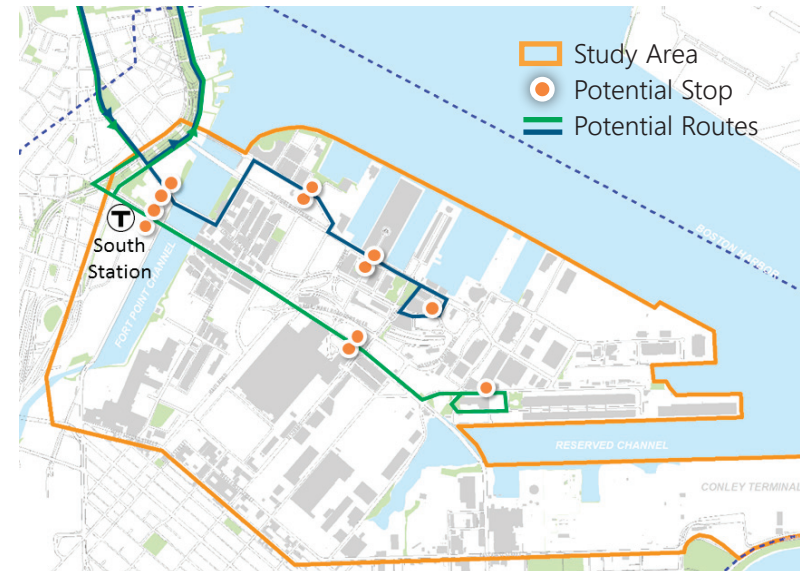 Study Area
Potential Stop
Potential Routes
BOSTON HARBOR
T
South
Station
FORT POINT CHANNEL
RESERVED CHANNEL
CONLEY TERMINAL